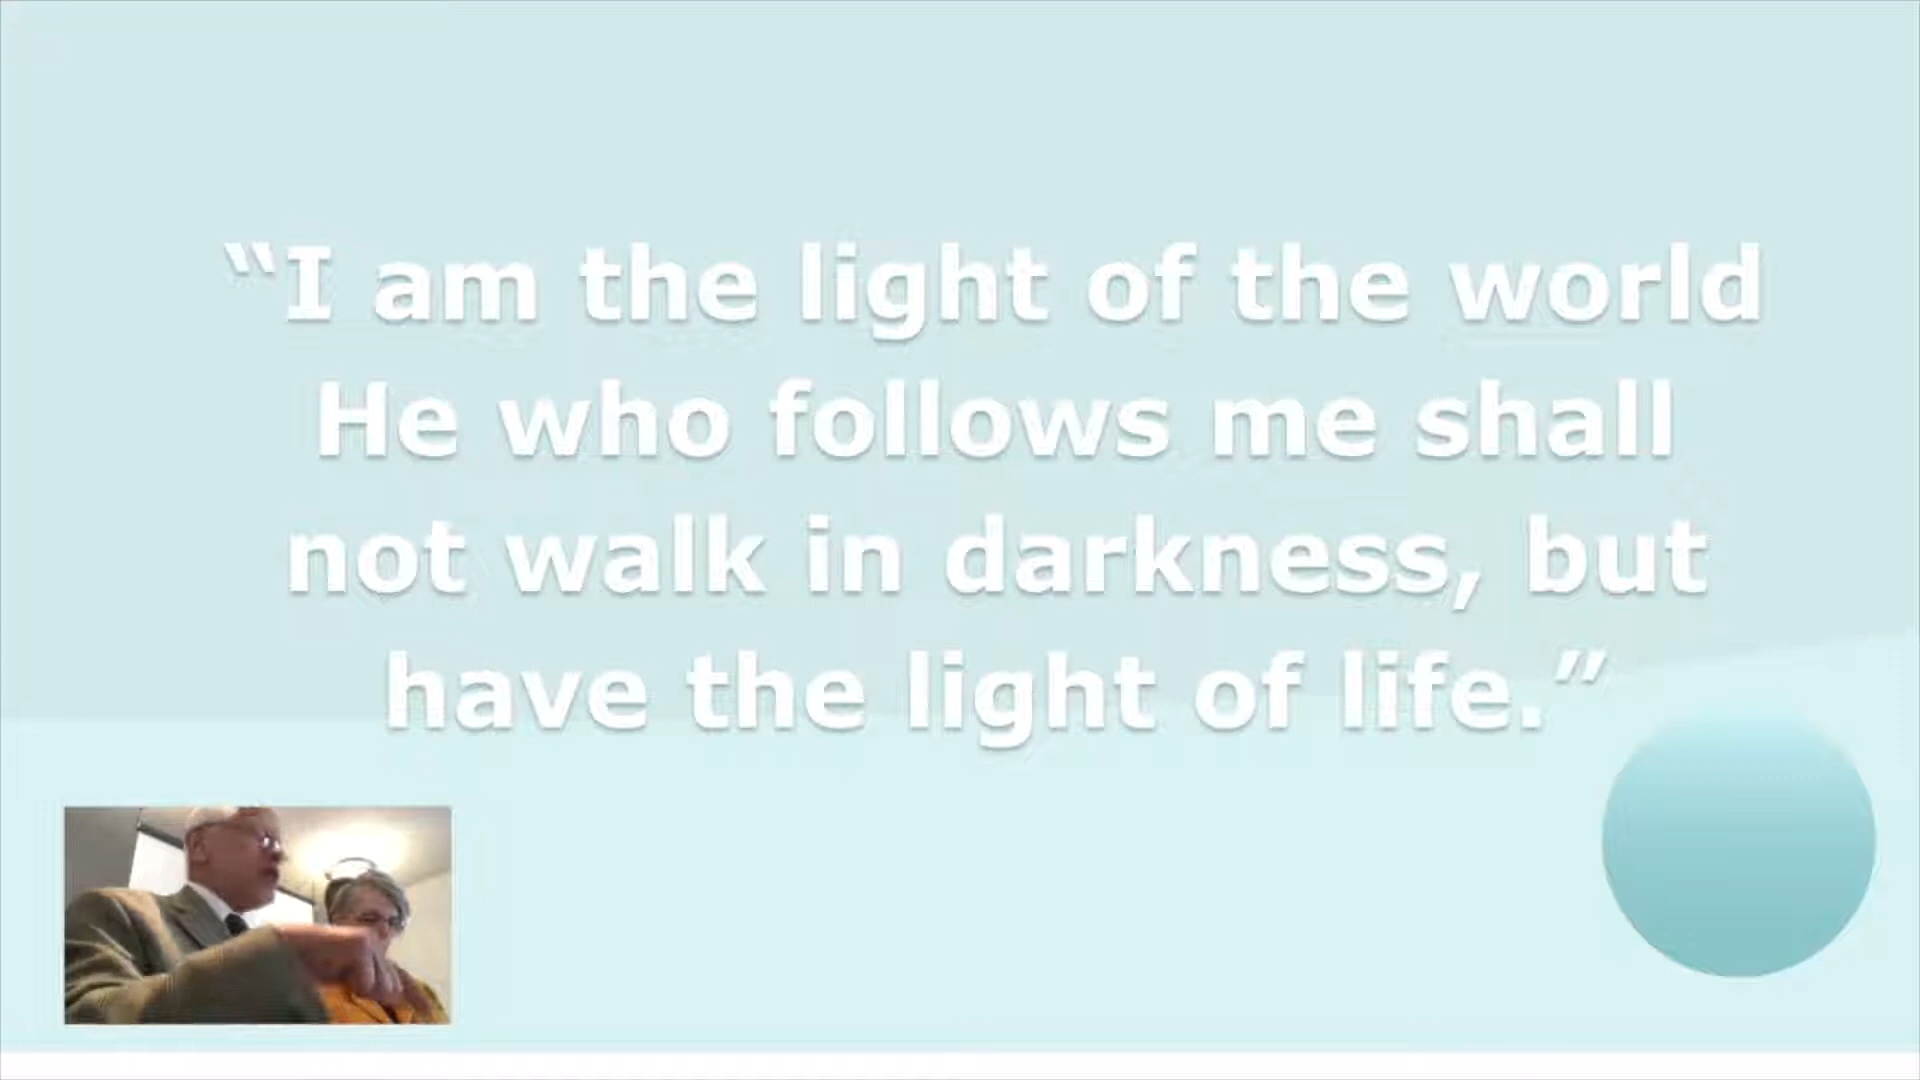 “I am the light of the world
He who follows me shall
not walk in darkness, but
have the light of life.”